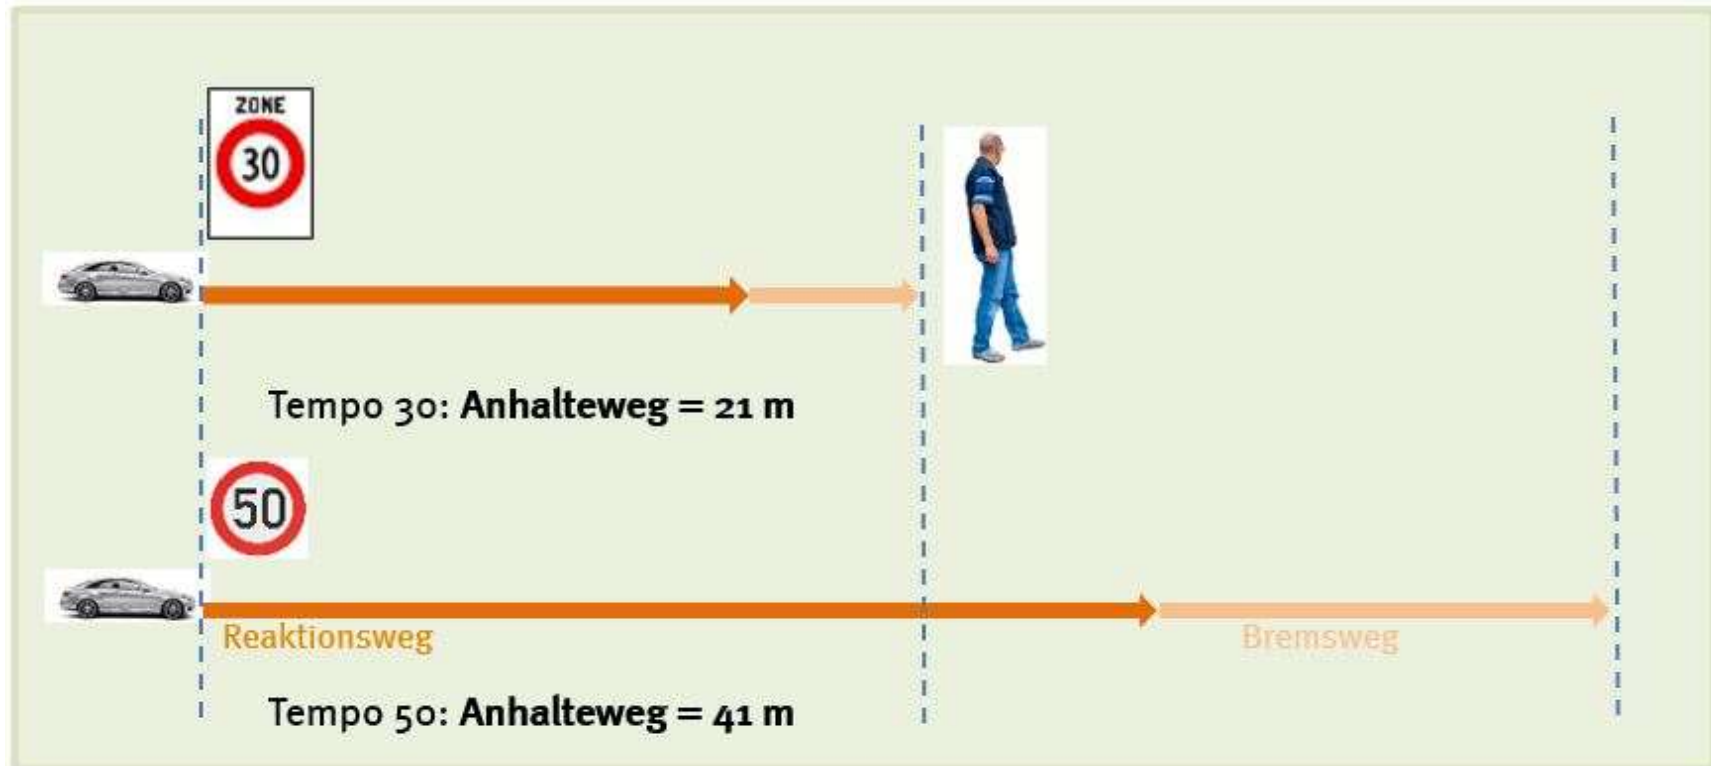 ZONE
30
Tempo 30: Anhalteweg = 21 m
50
Reaktionsweg
Bremsweg
Tempo 50: Anhalteweg = 41 m